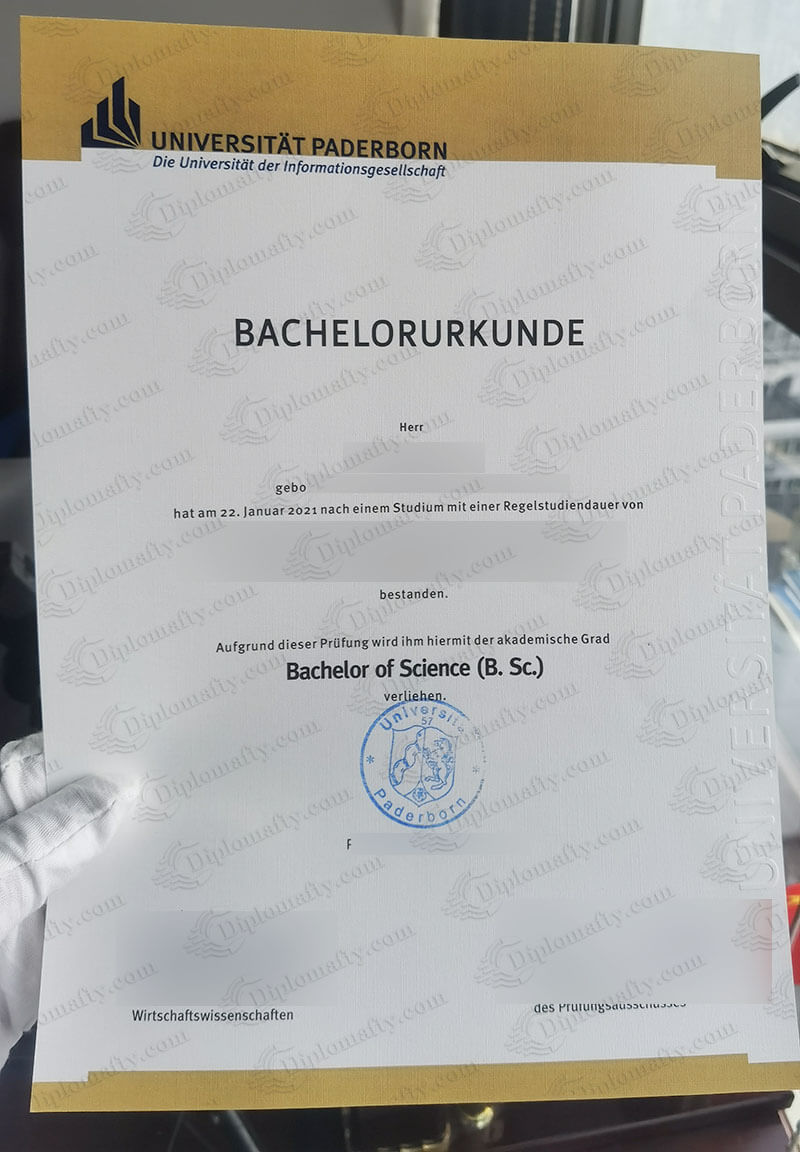 UNIVERSITÄT PADERBORN
Die Universität der Informationsgesellschaft
BACHELORURKUNDE
Herr
gebo
hat am 22. Januar 2021 nach einem Studium mit einer Regelstudiendauer von
bestanden.
Aufgrund dieser Prüfung wird ihm hiermit der akademische Grad
Bachelor of Science (B. Sc.)
verliehen.
Universität
57
Paderborn
Wirtschaftswissenschaften
des Prüfungsausschusses
UNIVERSITÄT PADERBORN
Diplomafty.com